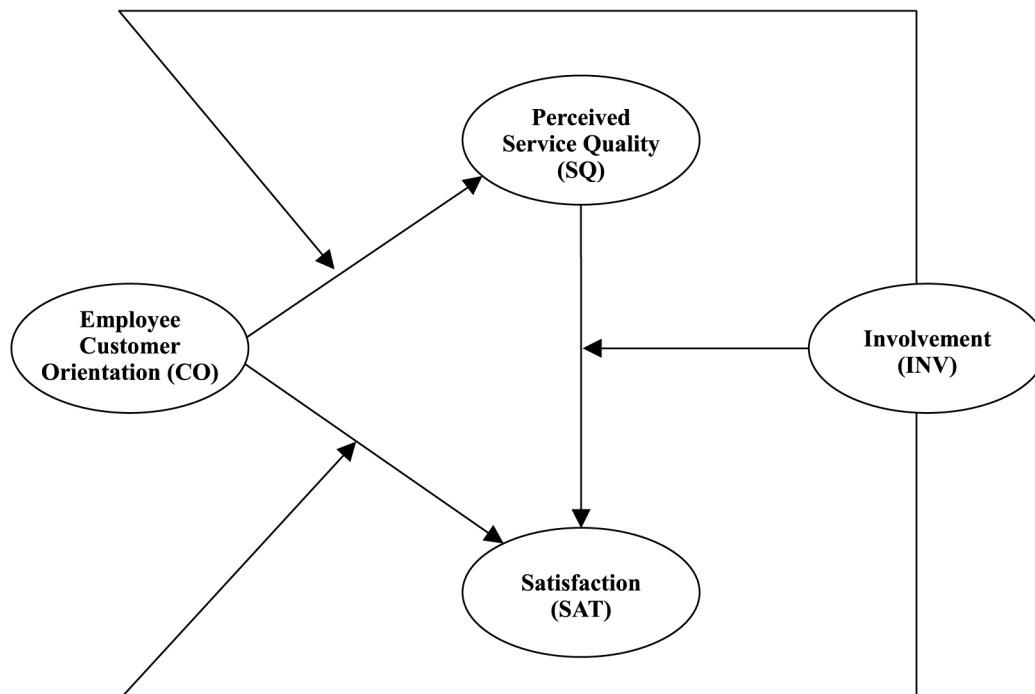 Perceived
Service Quality
(SQ)
Employee
Customer
Orientation (CO)
Involvement
(INV)
Satisfaction
(SAT)